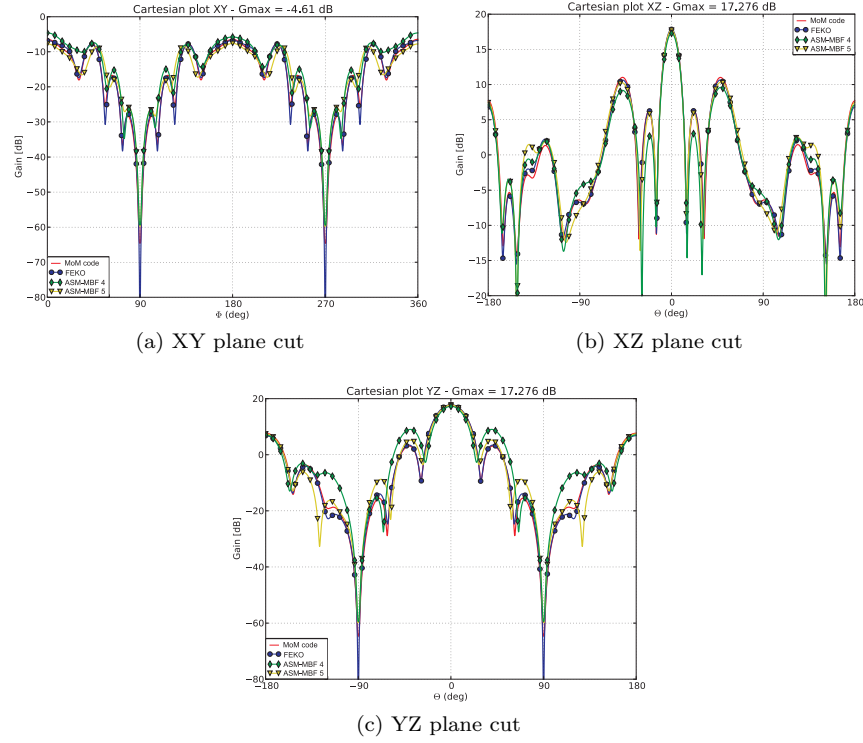 Cartesian plot XY - Gmax = -4.61 dB
0
−10
−20
−30
−40
−50
−60
−70
−80
Gain [dB]
MoM code
FEKO
ASM-MBF 4
ASM-MBF 5
0 90 180 270 360
Φ (deg)
(a) XY plane cut
Cartesian plot XZ - Gmax = 17.276 dB
20
15
10
5
0
−5
−10
−15
−20
Gain [dB]
MoM code
FEKO
ASM-MBF 4
ASM-MBF 5
−180 −90 0 90 180
Θ (deg)
(b) XZ plane cut
Cartesian plot YZ - Gmax = 17.276 dB
20
0
−20
−40
−60
−80
Gain [dB]
MoM code
FEKO
ASM-MBF 4
ASM-MBF 5
−180 −90 0 90 180
Θ (deg)
(c) YZ plane cut